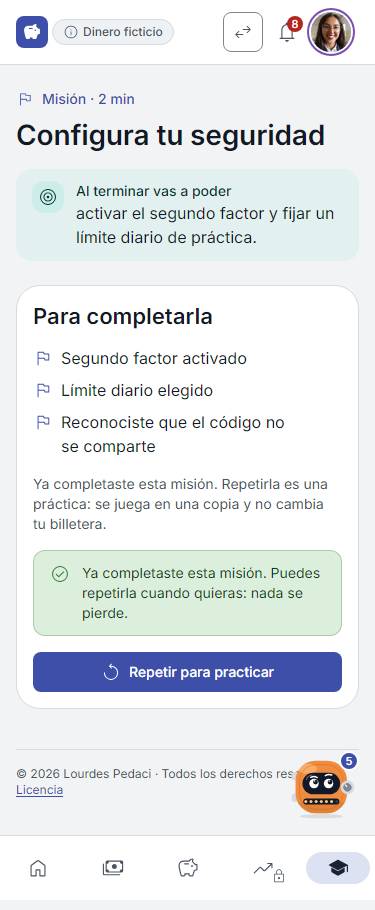 Dinero ficticio
8
Misión · 2 min
Configura tu seguridad
Al terminar vas a poder
activar el segundo factor y fijar un
límite diario de práctica.
Para completarla
Segundo factor activado
Límite diario elegido
Reconociste que el código no
se comparte
Ya completaste esta misión. Repetirla es una
práctica: se juega en una copia y no cambia
tu billetera.
Ya completaste esta misión. Puedes
repetirla cuando quieras: nada se
pierde.
Repetir para practicar
5
© 2026 Lourdes Pedaci · Todos los derechos
Licencia